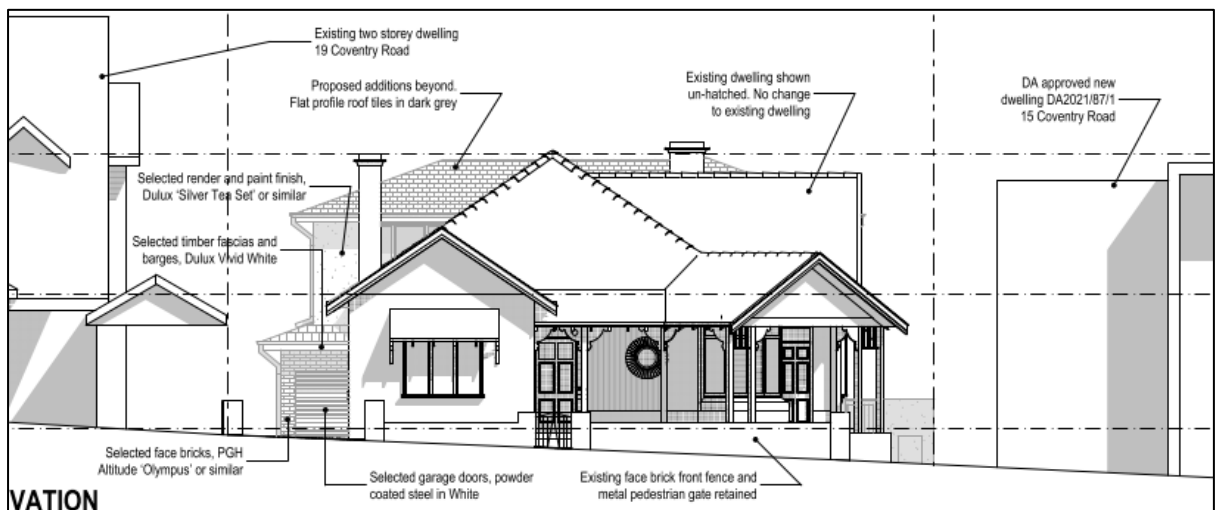 Existing two storey dwelling
19 Coventry Road
Proposed additions beyond.
Flat profile roof tiles in dark grey
Existing dwelling shown
un-hatched. No change
to existing dwelling
DA approved new
dwelling DA2021/87/1
15 Coventry Road
Selected render and paint finish,
Dulux 'Silver Tea Set' or similar
Selected timber fascias and
barges, Dulux Vivid White
Selected face bricks, PGH
Altitude 'Olympus' or similar
Selected garage doors, powder
coated steel in White
Existing face brick front fence and
metal pedestrian gate retained
VATION